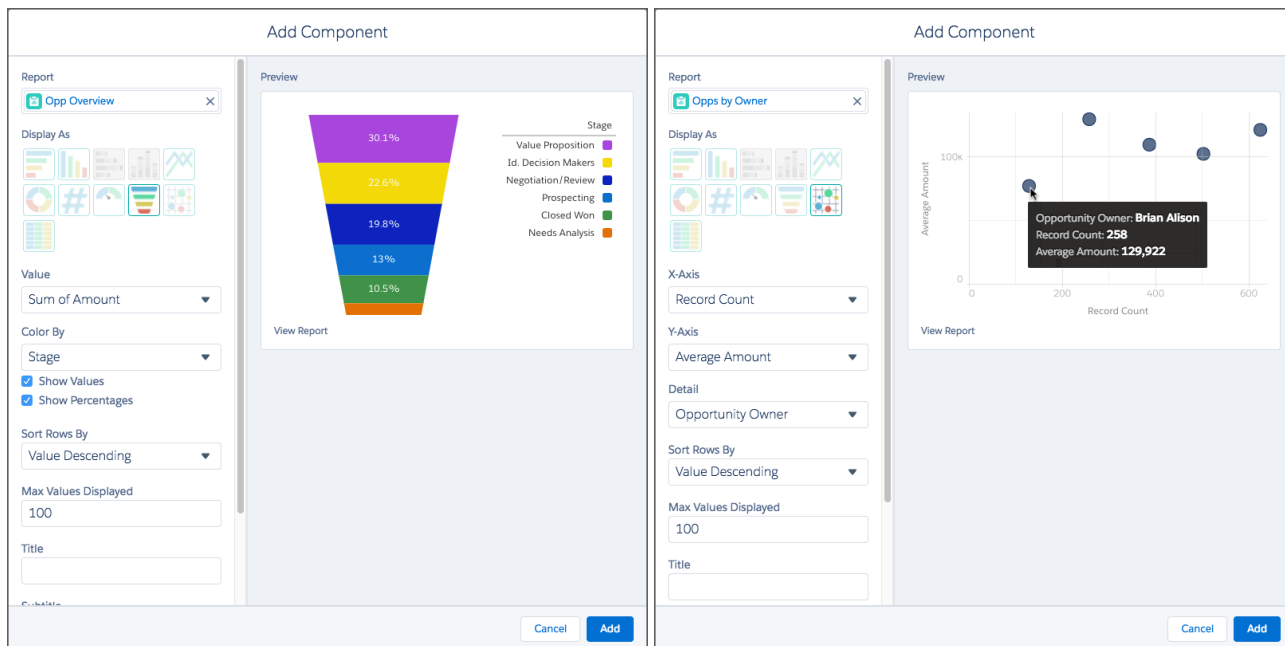 Add Component
Report
Opp Overview
Display As
Value
Sum of Amount
Color By
Stage
Show Values
Show Percentages
Sort Rows By
Value Descending
Max Values Displayed
100
Title
Subtitle
Preview
30.1%
22.6%
19.8%
13%
10.5%
Stage
Value Proposition
Id. Decision Makers
Negotiation/Review
Prospecting
Closed Won
Needs Analysis
View Report
Cancel
Add
Add Component
Report
Opps by Owner
Display As
X-Axis
Record Count
Y-Axis
Average Amount
Detail
Opportunity Owner
Sort Rows By
Value Descending
Max Values Displayed
100
Title
Preview
Average Amount
100K
0
Opportunity Owner: Brian Alison
Record Count: 258
Average Amount: 129,922
0 200 400 600
Record Count
View Report
Cancel
Add